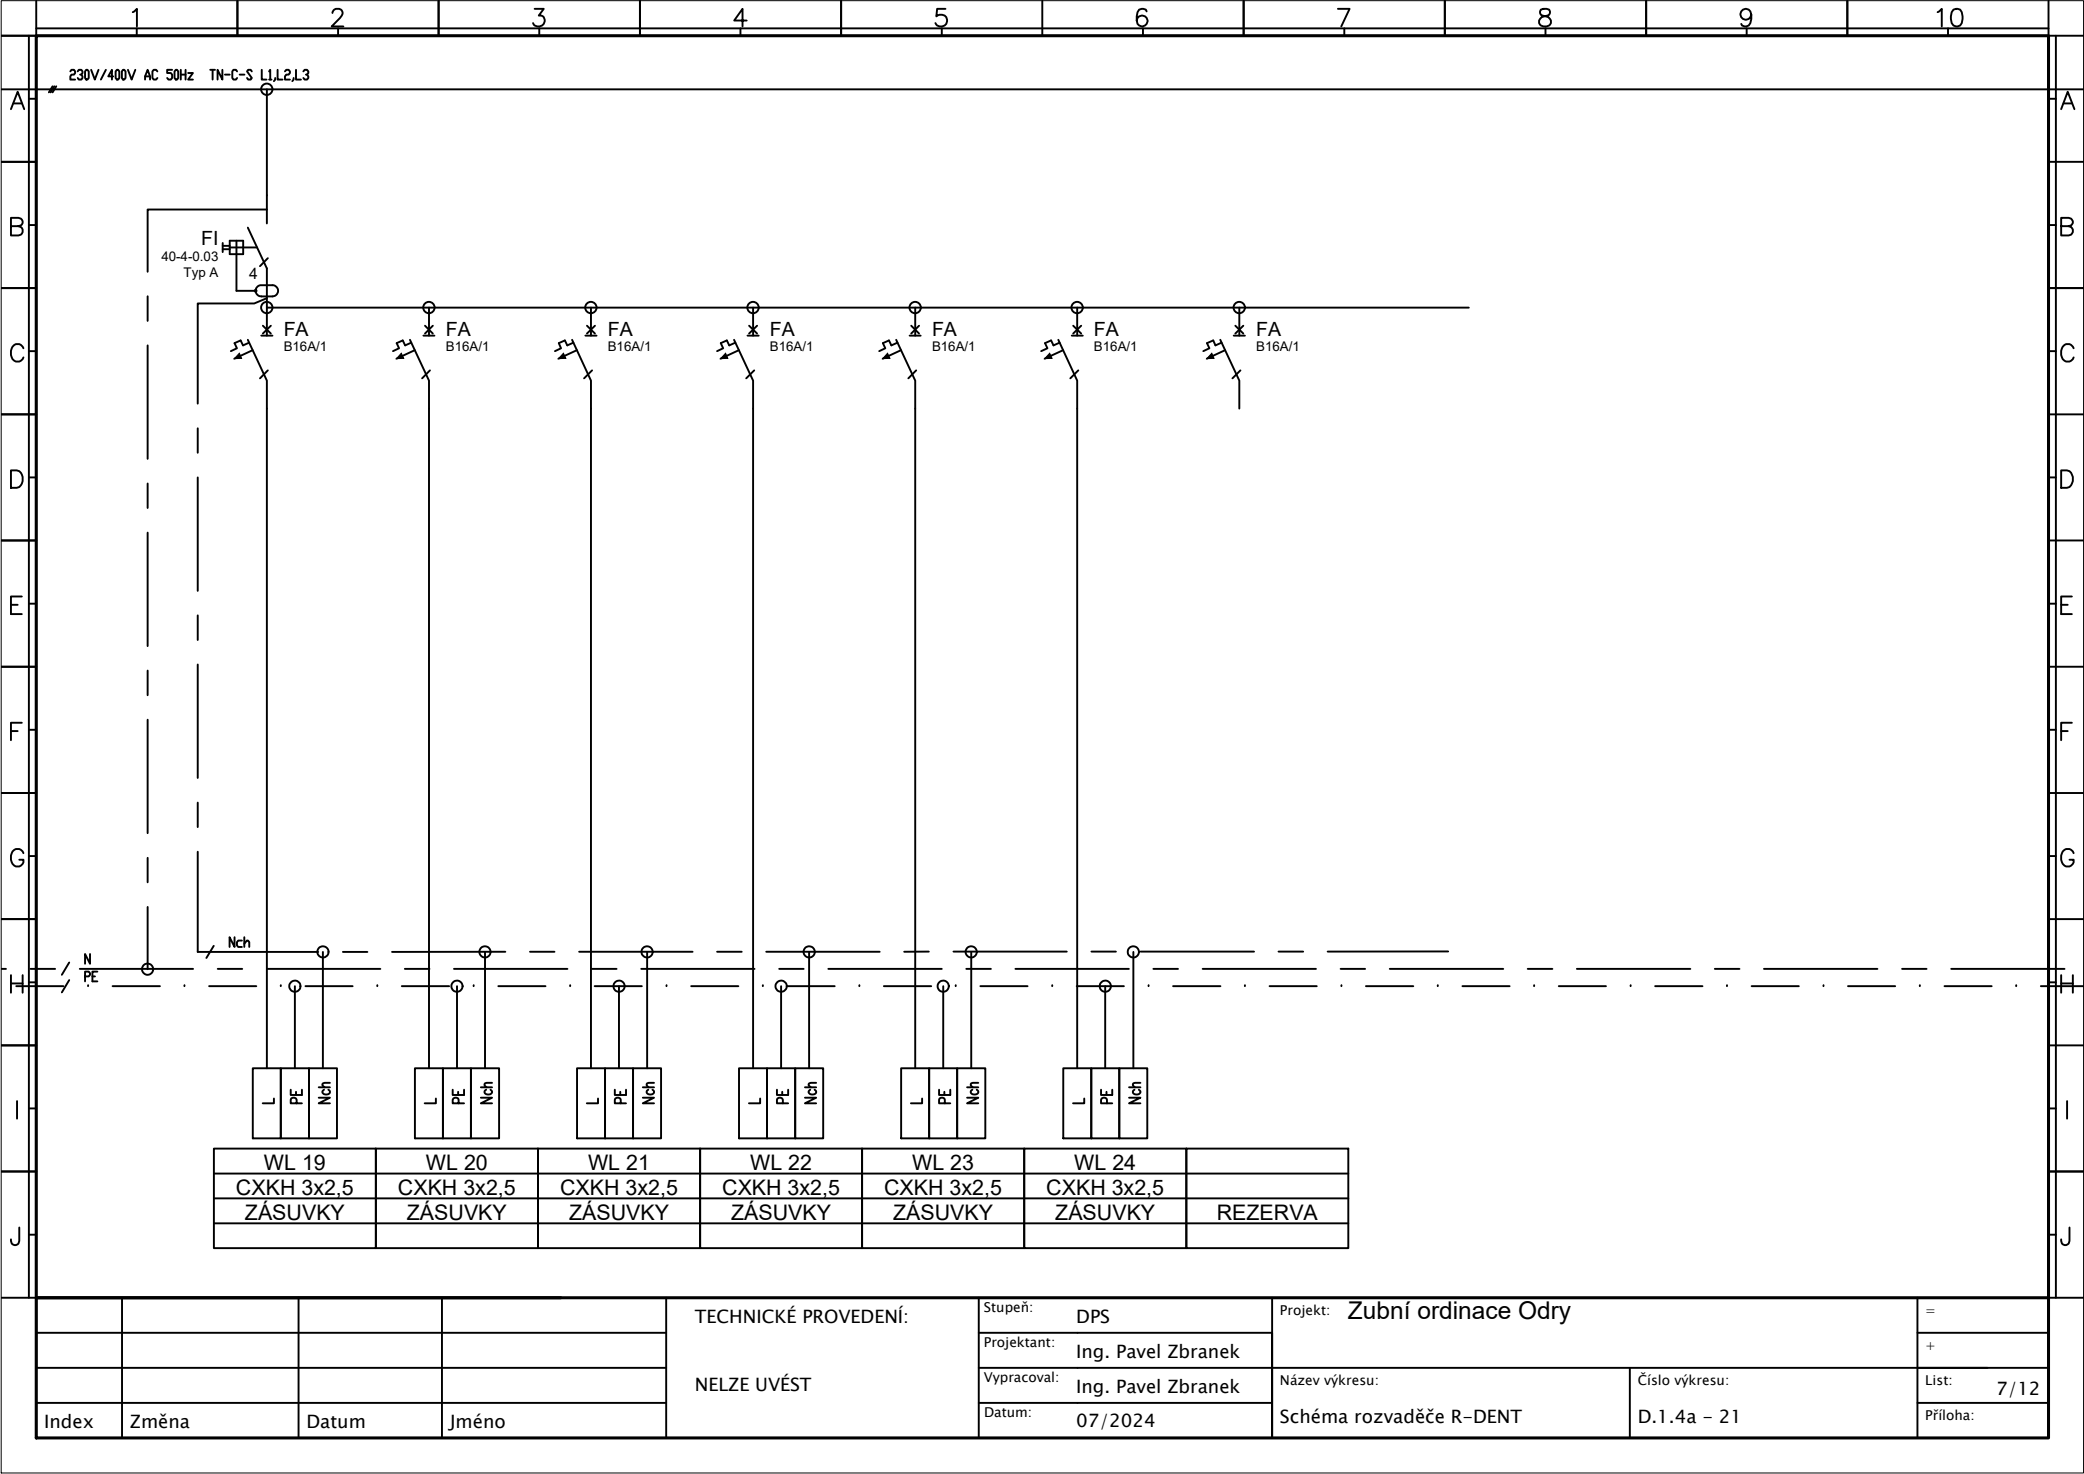 1 2 3 4 5 6 7 8 9 10
230V/400V AC 50Hz TN-C-S L1,L2,L3
A A
B B
FI
40-4-0.03
Typ A 4
FA FA FA FA FA FA FA
B16A/1 B16A/1 B16A/1 B16A/1 B16A/1 B16A/1 B16A/1
C C
D D
E E
F F
G G
Nch
N
PE
H H
L PE Nch L PE Nch L PE Nch L PE Nch L PE Nch L PE Nch
I I
WL 19 WL 20 WL 21 WL 22 WL 23 WL 24
CXKH 3x2,5 CXKH 3x2,5 CXKH 3x2,5 CXKH 3x2,5 CXKH 3x2,5 CXKH 3x2,5
ZÁSUVKY ZÁSUVKY ZÁSUVKY ZÁSUVKY ZÁSUVKY ZÁSUVKY REZERVA
J J
TECHNICKÉ PROVEDENÍ:
NELZE UVÉST
Index Změna Datum Jméno
Stupeň: DPS
Projektant: Ing. Pavel Zbranek
Vypracoval: Ing. Pavel Zbranek
Datum: 07/2024
Projekt: Zubní ordinace Odry
Název výkresu:
Schéma rozvaděče R-DENT
Číslo výkresu:
D.1.4a - 21
=
+
List: 7/12
Příloha: